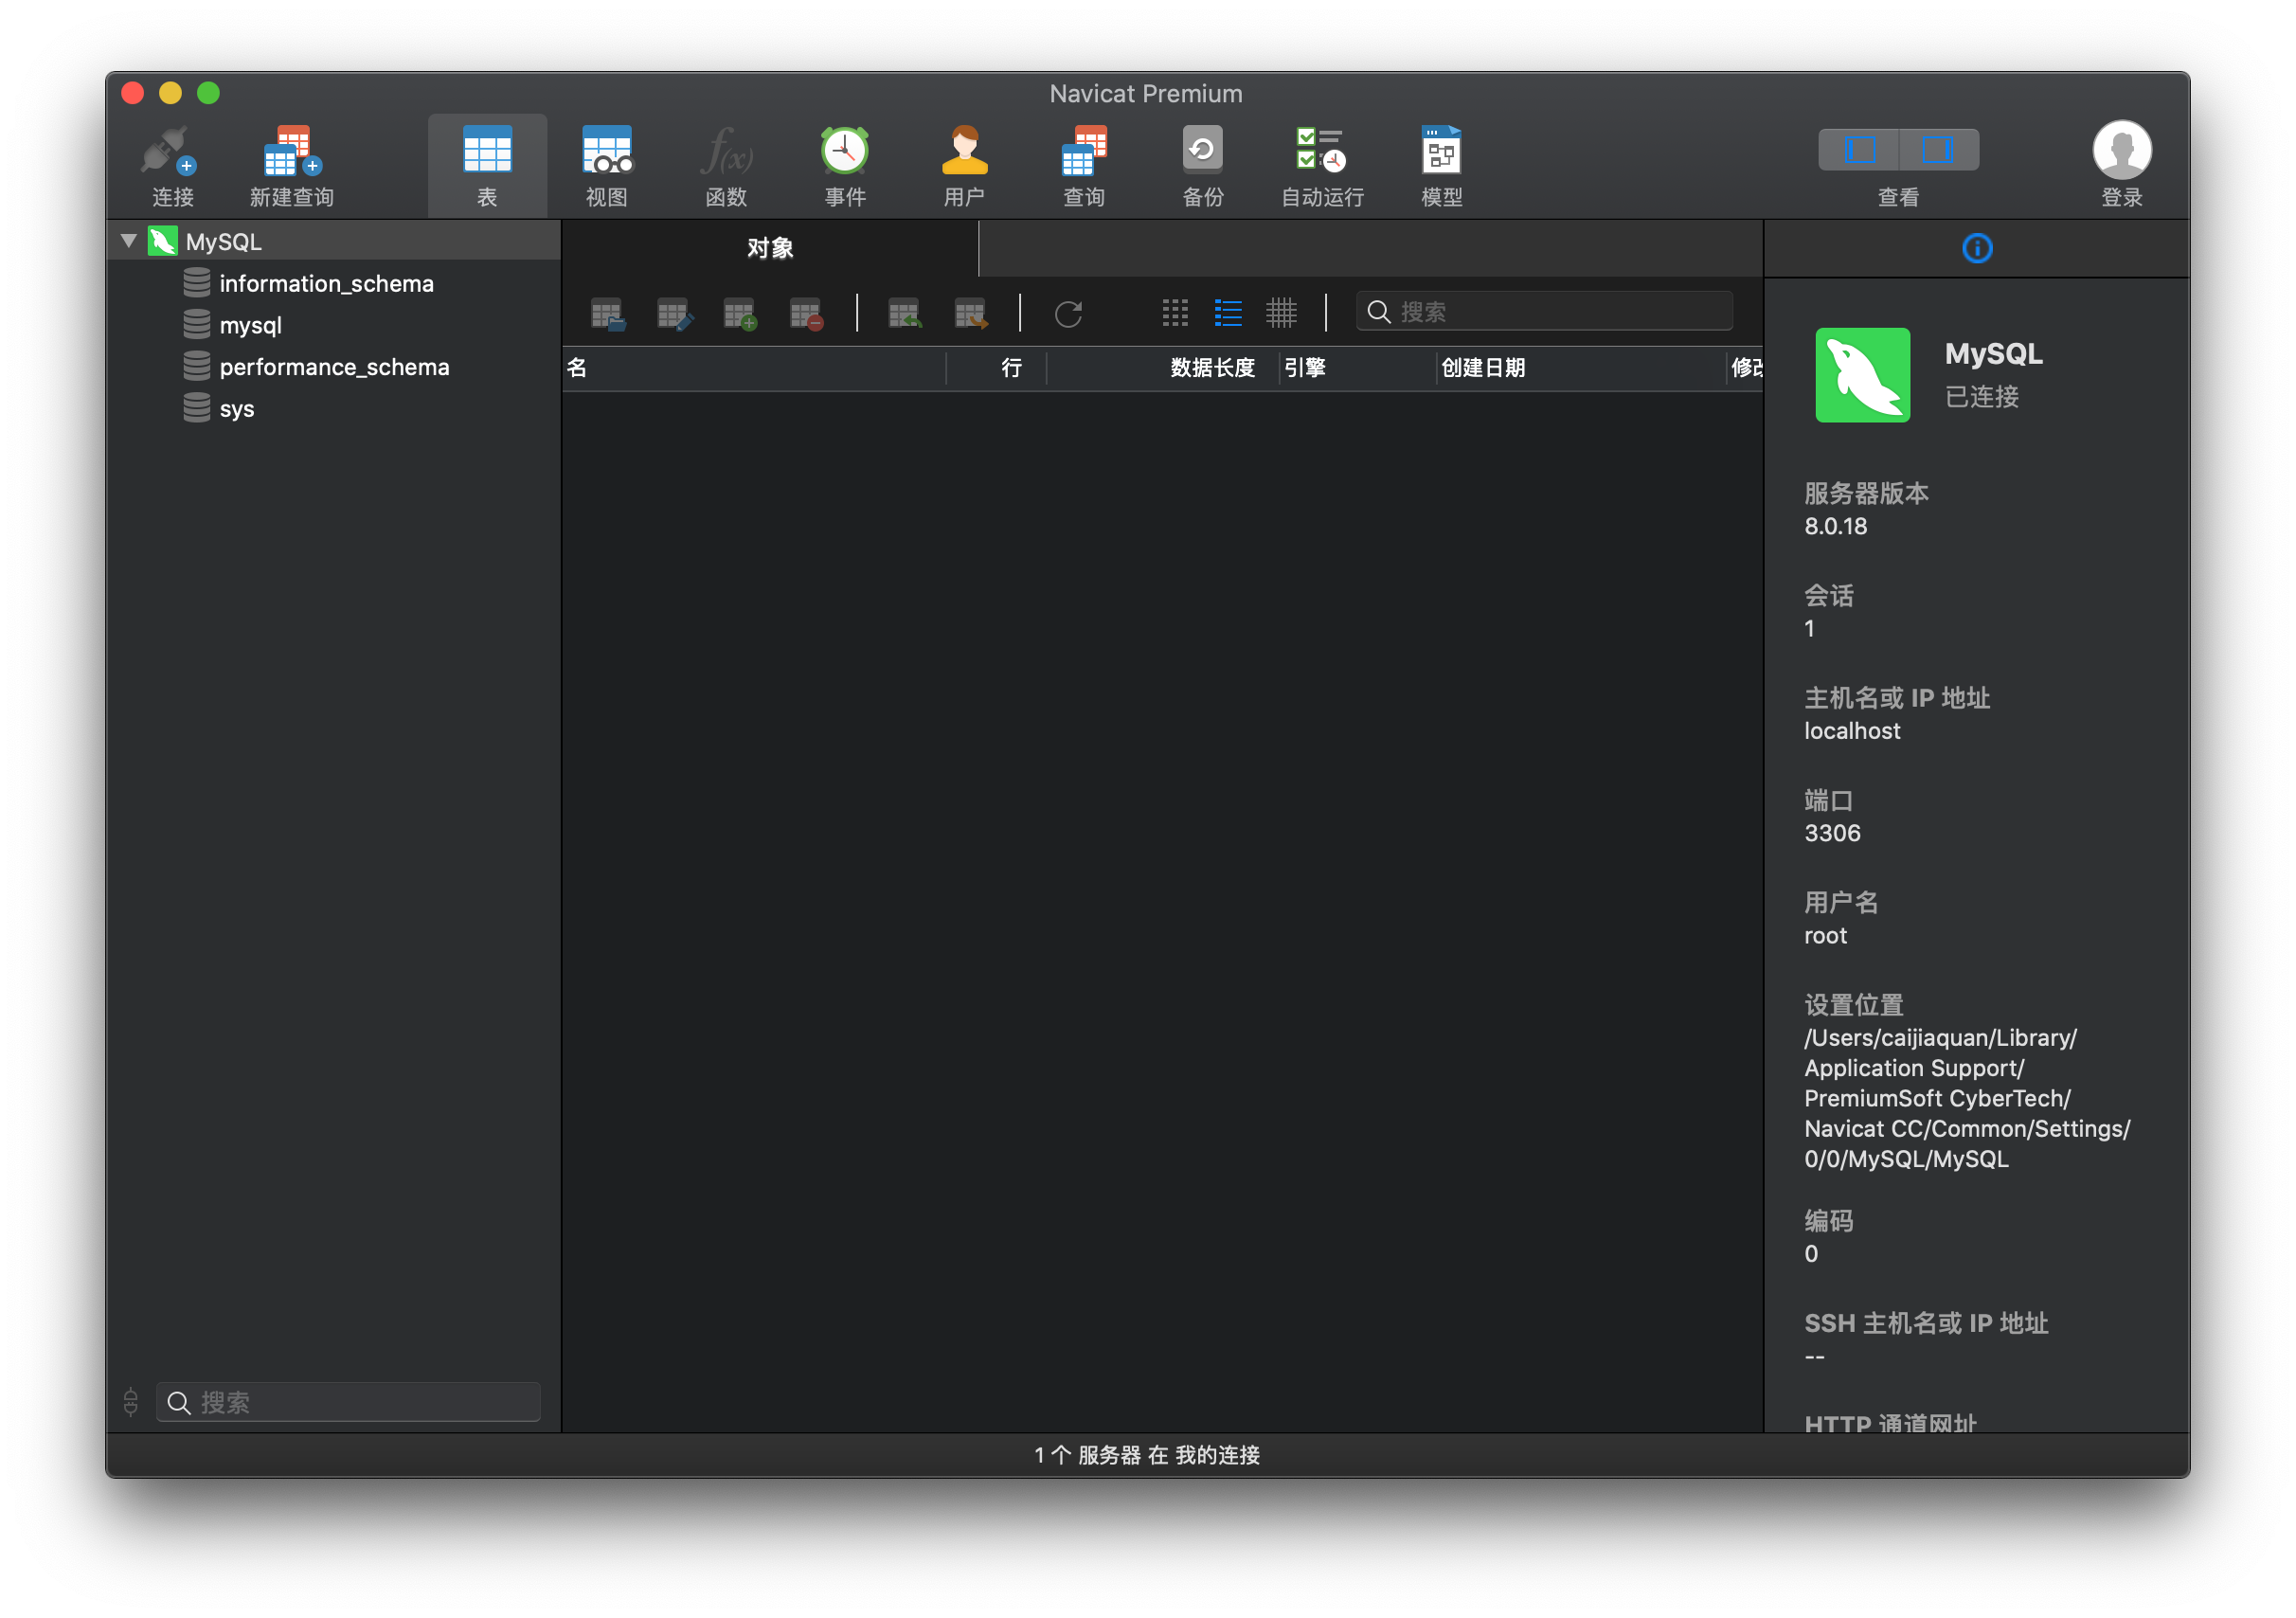 Navicat Premium
连接
新建查询
表
视图
f(x)
函数
事件
用户
查询
备份
自动运行
模型
查看
登录
MySQL
information_schema
mysql
performance_schema
sys
搜索
对象
搜索
名 行 数据长度 引擎 创建日期 修改
MySQL
已连接
服务器版本
8.0.18
会话
1
主机名或 IP 地址
localhost
端口
3306
用户名
root
设置位置
/Users/caijiaquan/Library/
Application Support/
PremiumSoft CyberTech/
Navicat CC/Common/Settings/
0/0/MySQL/MySQL
编码
0
SSH 主机名或 IP 地址
--
HTTP 通道网址
1 个 服务器 在 我的连接